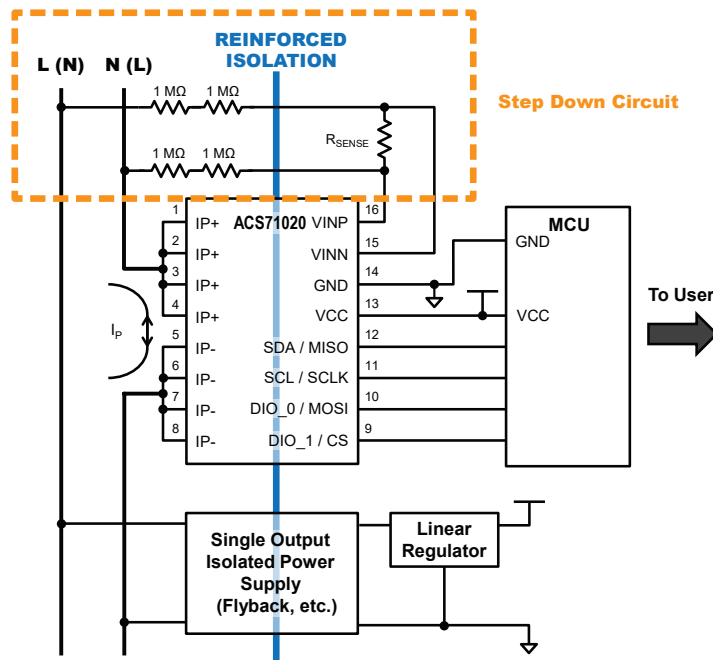 REINFORCED
ISOLATION
L (N)
N (L)
1 MΩ
1 MΩ
Step Down Circuit
R SENSE
1 MΩ
1 MΩ
ACS71020
1
IP+
VINP
16
2
IP+
VINN
15
3
IP+
GND
14
4
IP+
VCC
13
5
IP-
SDA / MISO
12
6
IP-
SCL / SCLK
11
7
IP-
DIO_0 / MOSI
10
8
IP-
DIO_1 / CS
9
I P
MCU
GND
VCC
To User
Single Output
Isolated Power
Supply
(Flyback, etc.)
Linear
Regulator